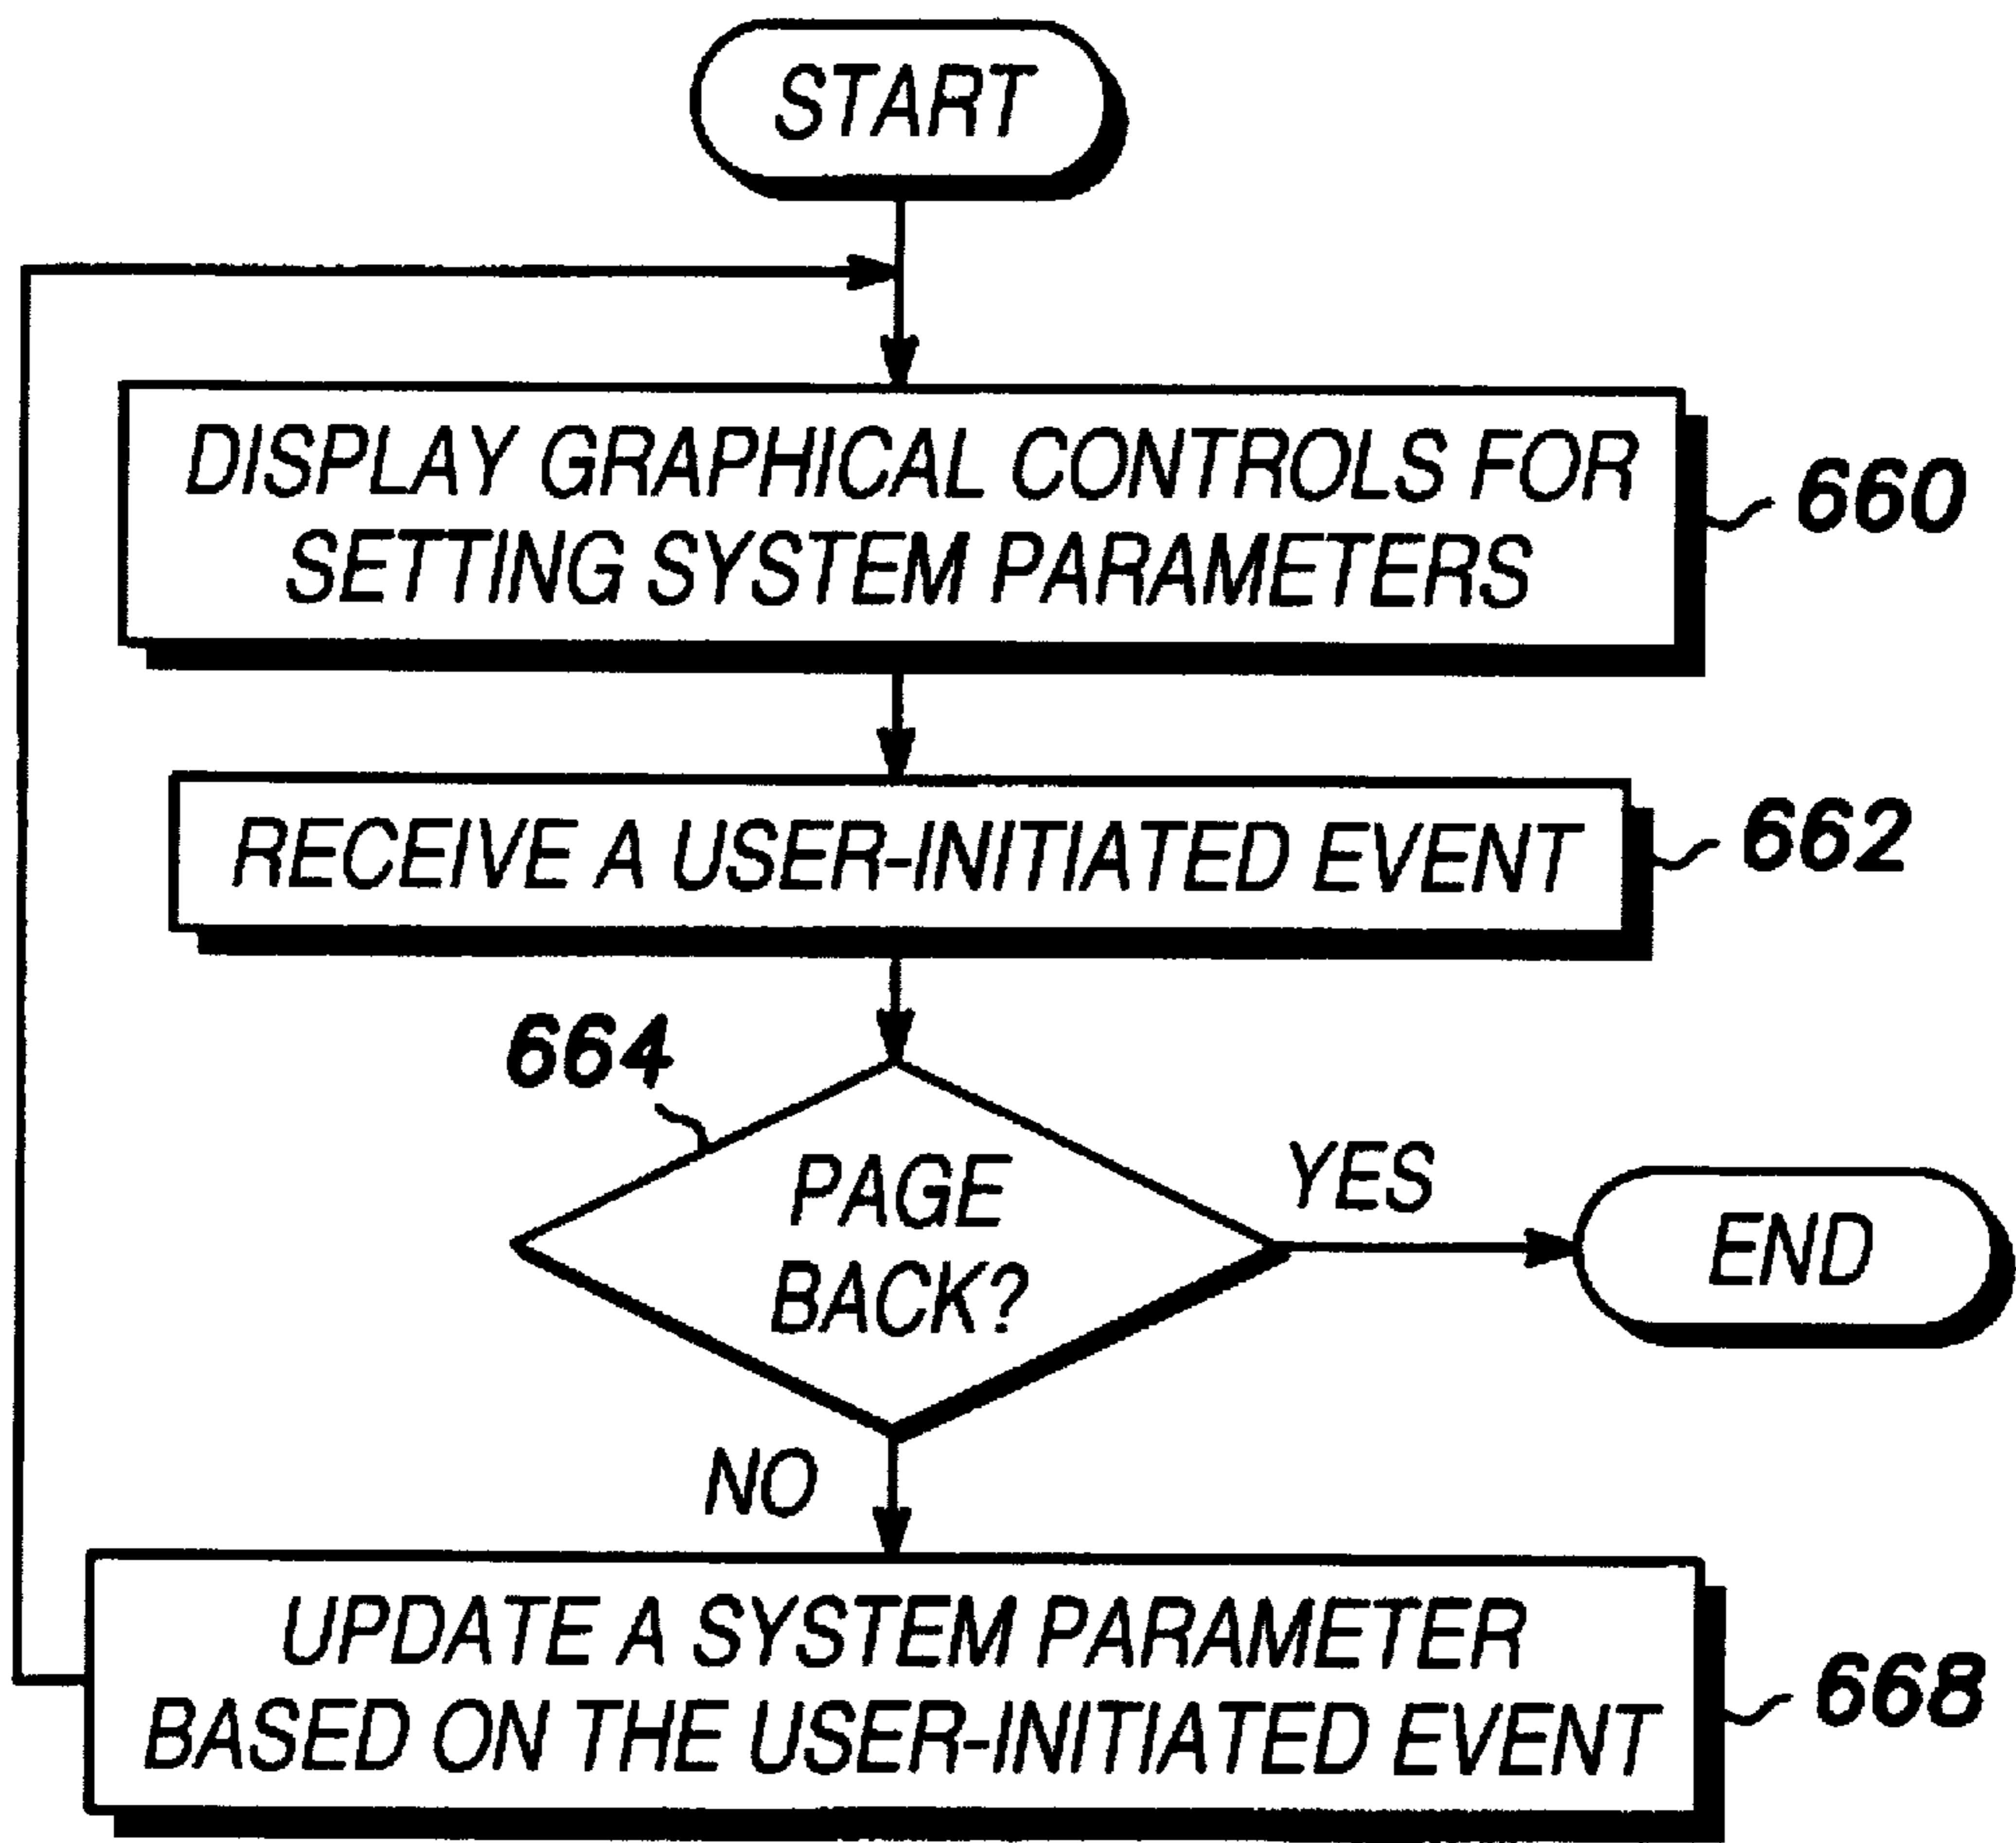 START
DISPLAY GRAPHICAL CONTROLS FOR
SETTING SYSTEM PARAMETERS
660
RECEIVE A USER-INITIATED EVENT
662
664
PAGE
BACK?
YES
END
NO
UPDATE A SYSTEM PARAMETER
BASED ON THE USER-INITIATED EVENT
668